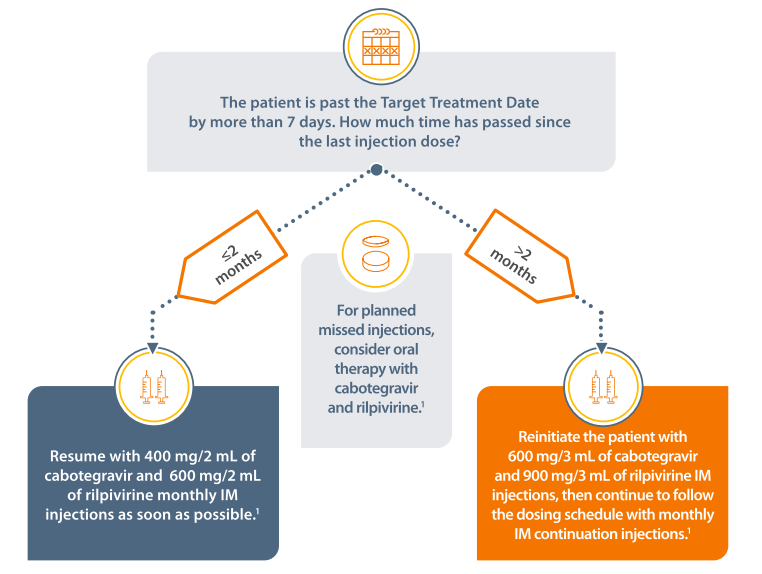 The patient is past the Target Treatment Date
by more than 7 days. How much time has passed since
the last injection dose?
≤2
months
>2
months
For planned
missed injections,
consider oral
therapy with
cabotegravir
and rilpivirine.¹
Resume with 400 mg/2 mL of
cabotegravir and 600 mg/2 mL
of rilpivirine monthly IM
injections as soon as possible.¹
Reinitiate the patient with
600 mg/3 mL of cabotegravir
and 900 mg/3 mL of rilpivirine IM
injections, then continue to follow
the dosing schedule with monthly
IM continuation injections.¹